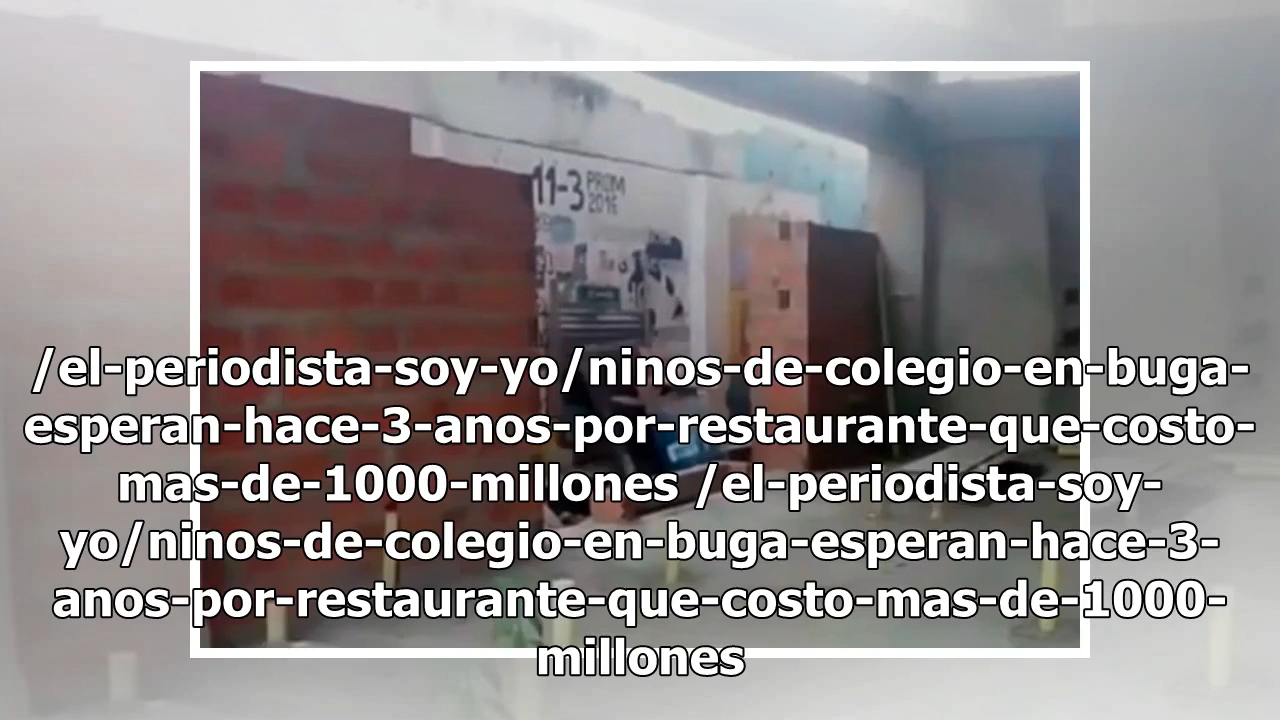 11-3 PROM
2016
/el-periodista-soy-yo/ninos-de-colegio-en-buga-
esperan-hace-3-anos-por-restaurante-que-costo-
mas-de-1000-millones /el-periodista-soy-
yo/ninos-de-colegio-en-buga-esperan-hace-3-
anos-por-restaurante-que-costo-mas-de-1000-
millones